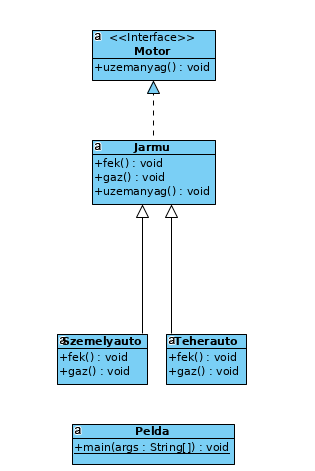 a <<Interface>>
Motor
+uzemanyag() : void
a Jarmu
+fek() : void
+gaz() : void
+uzemanyag() : void
a Szemelyauto
+fek() : void
+gaz() : void
a Teherauto
+fek() : void
+gaz() : void
a Pelda
+main(args : String[]) : void